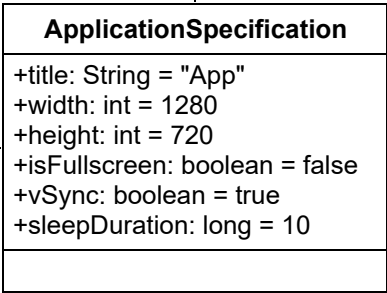 ApplicationSpecification
+title: String = "App"
+width: int = 1280
+height: int = 720
+isFullscreen: boolean = false
+vSync: boolean = true
+sleepDuration: long = 10